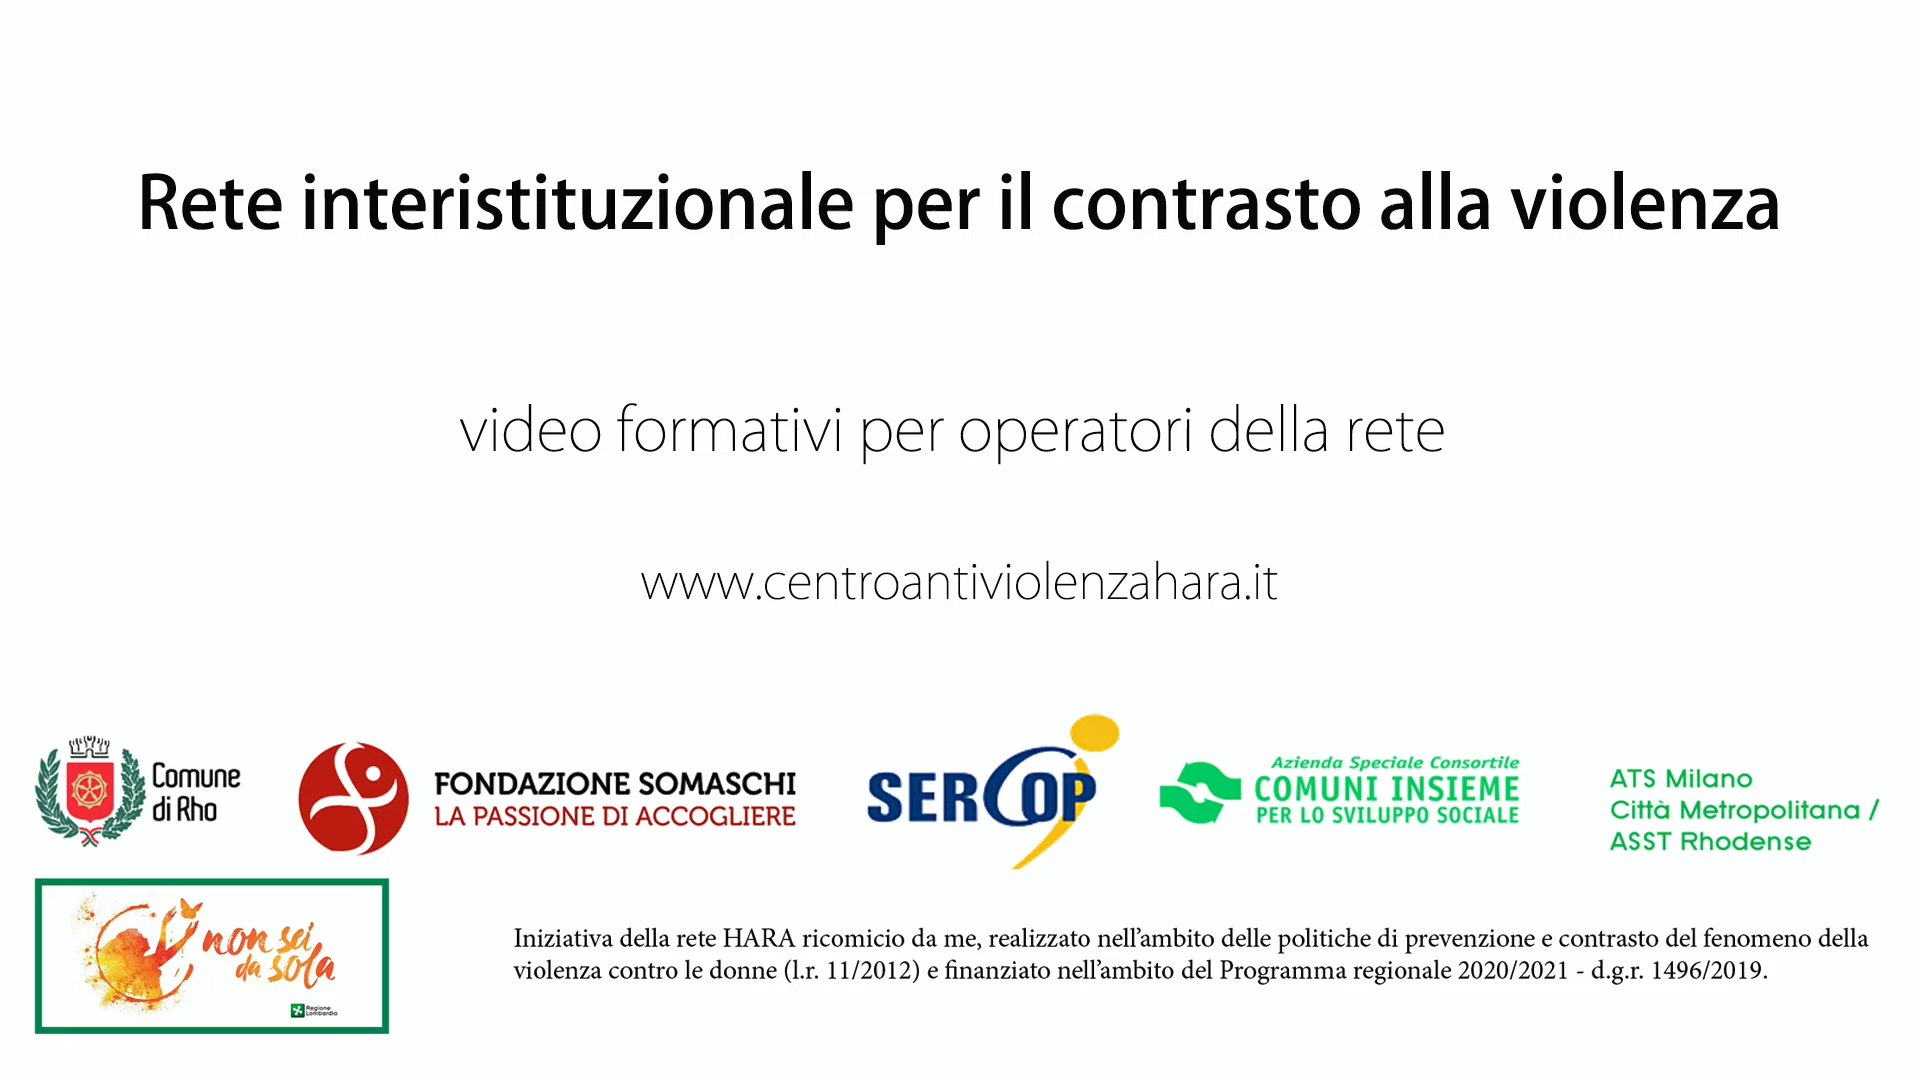 Rete interistituzionale per il contrasto alla violenza
video formativi per operatori della rete
www.centroantiviolenzahara.it
Comune
di Rho
FONDAZIONE SOMASCHI
LA PASSIONE DI ACCOGLIERE
SERCOP
Azienda Speciale Consortile
COMUNI INSIEME
PER LO SVILUPPO SOCIALE
ATS Milano
Città Metropolitana /
ASST Rhodense
non sei
da sola
Regione
Lombardia
Iniziativa della rete HARA ricomicio da me, realizzato nell’ambito delle politiche di prevenzione e contrasto del fenomeno della
violenza contro le donne (l.r. 11/2012) e finanziato nell’ambito del Programma regionale 2020/2021 - d.g.r. 1496/2019.